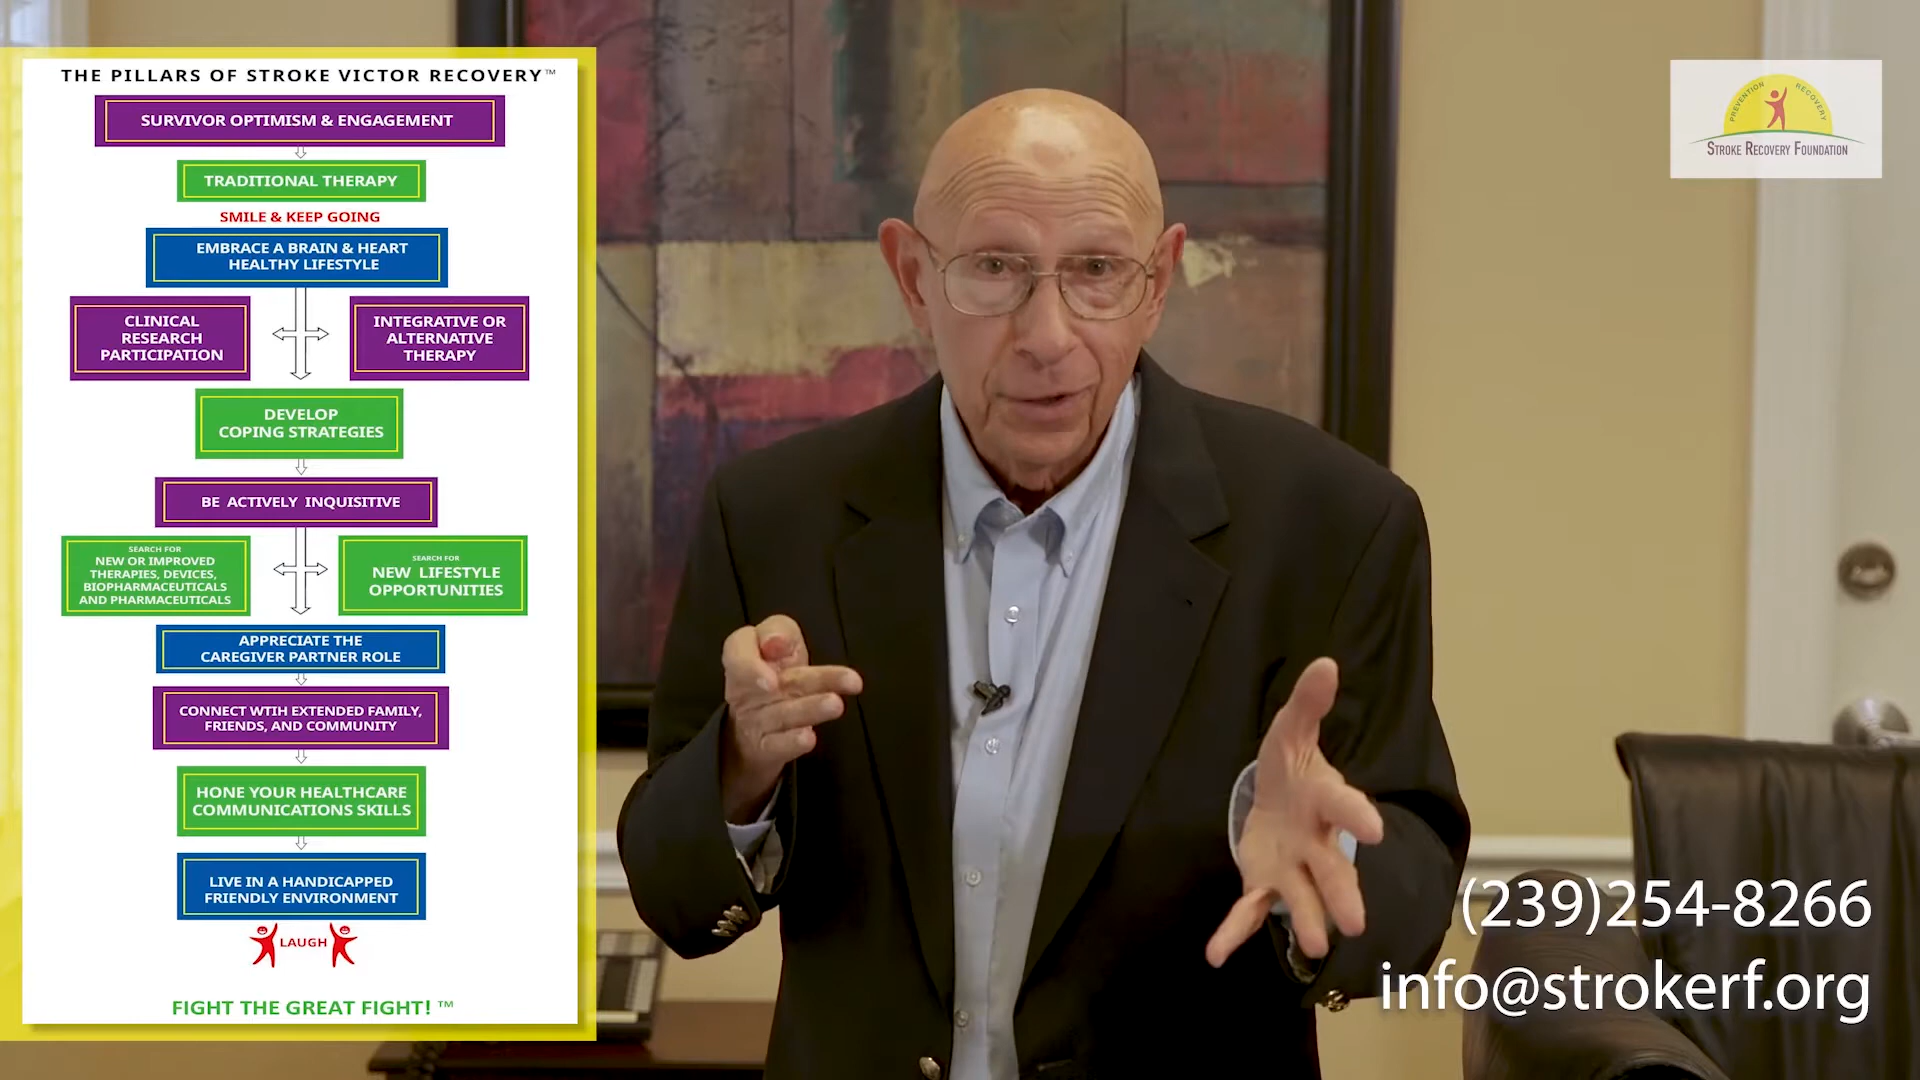 THE PILLARS OF STROKE VICTOR RECOVERY™
SURVIVOR OPTIMISM & ENGAGEMENT
TRADITIONAL THERAPY
SMILE & KEEP GOING
EMBRACE A BRAIN & HEART
HEALTHY LIFESTYLE
CLINICAL
RESEARCH
PARTICIPATION
INTEGRATIVE OR
ALTERNATIVE
THERAPY
DEVELOP
COPING STRATEGIES
BE ACTIVELY INQUISITIVE
SEARCH FOR
NEW OR IMPROVED
THERAPIES, DEVICES,
BIOPHARMACEUTICALS
AND PHARMACEUTICALS
SEARCH FOR
NEW LIFESTYLE
OPPORTUNITIES
APPRECIATE THE
CAREGIVER PARTNER ROLE
CONNECT WTIH EXTENDED FAMILY,
FRIENDS, AND COMMUNITY
HONE YOUR HEALTHCARE
COMMUNICATIONS SKILLS
LIVE IN A HANDICAPPED
FRIENDLY ENVIRONMENT
LAUGH
FIGHT THE GREAT FIGHT! ™
PREVENTION RECOVERY
STROKE RECOVERY FOUNDATION
(239)254-8266
info@strokerf.org